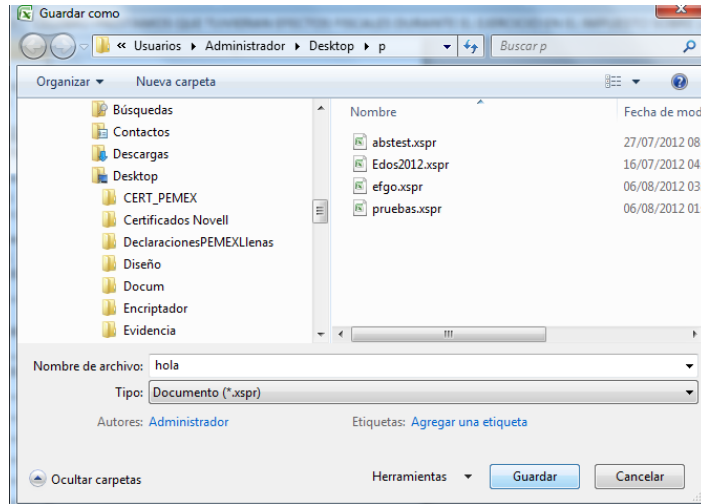 Guardar como
« Usuarios ▸ Administrador ▸ Desktop ▸ p
Buscar p
Organizar ▾ Nueva carpeta
Búsquedas
Contactos
Descargas
Desktop
CERT_PEMEX
Certificados Novell
DeclaracionesPEMEXLlenas
Diseño
Docum
Encriptador
Evidencia
Nombre Fecha de mod
abstest.xspr 27/07/2012 08
Edos2012.xspr 16/07/2012 04
efgo.xspr 06/08/2012 03
pruebas.xspr 06/08/2012 01
Nombre de archivo: hola
Tipo: Documento (*.xspr)
Autores: Administrador Etiquetas: Agregar una etiqueta
Ocultar carpetas Herramientas ▾ Guardar Cancelar